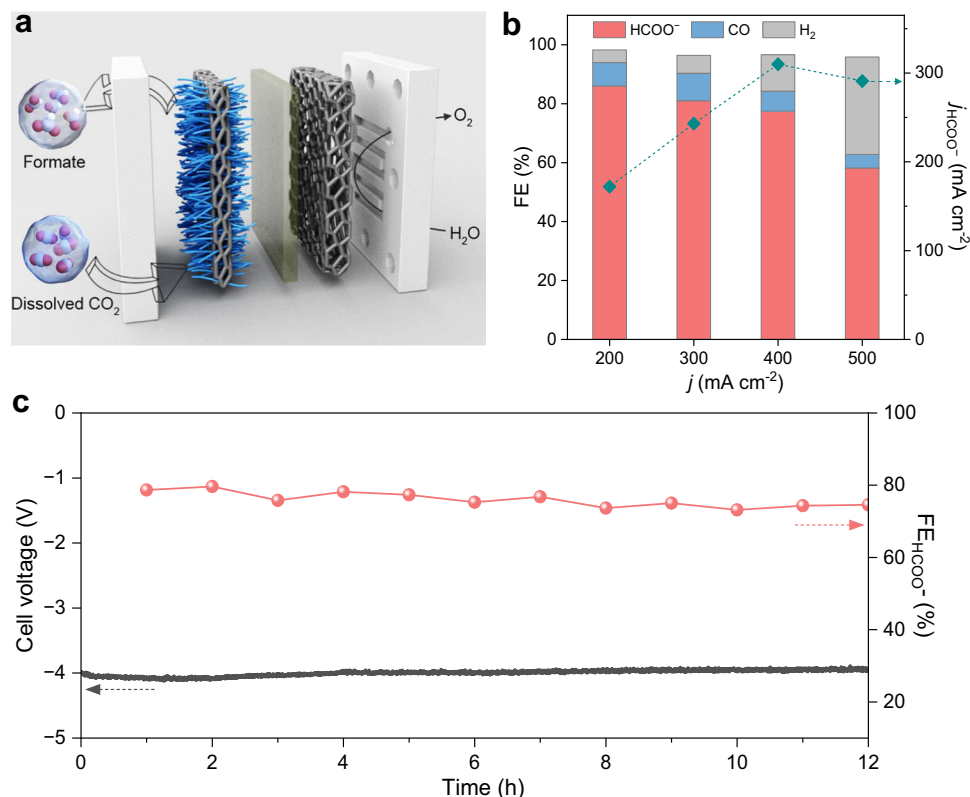 a
Formate
Dissolved CO₂
O₂
H₂O
b
HCOO⁻ CO H₂
FE (%)
100
80
60
40
20
0
200 300 400 500
j (mA cm⁻²)
300
200
100
0
j_HCOO⁻ (mA cm⁻²)
c
Cell voltage (V)
0
−1
−2
−3
−4
−5
0 2 4 6 8 10 12
Time (h)
100
80
60
40
20
FE_HCOO⁻ (%)